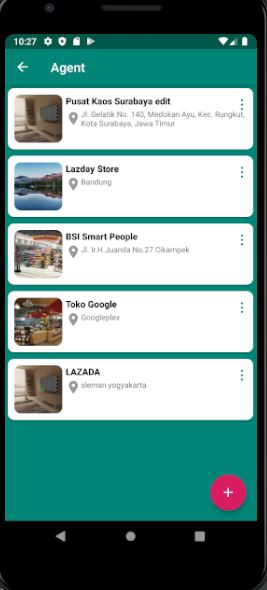 10:27
Agent
Pusat Kaos Surabaya edit
Jl. Gelatik No. 140, Medokan Ayu, Kec. Rungkut,
Kota Surabaya, Jawa Timur
Lazday Store
Bandung
BSI Smart People
Jl. Ir.H.Juanda No.27 Cikampek
Toko Google
Googleplex
LAZADA
sleman yogyakarta